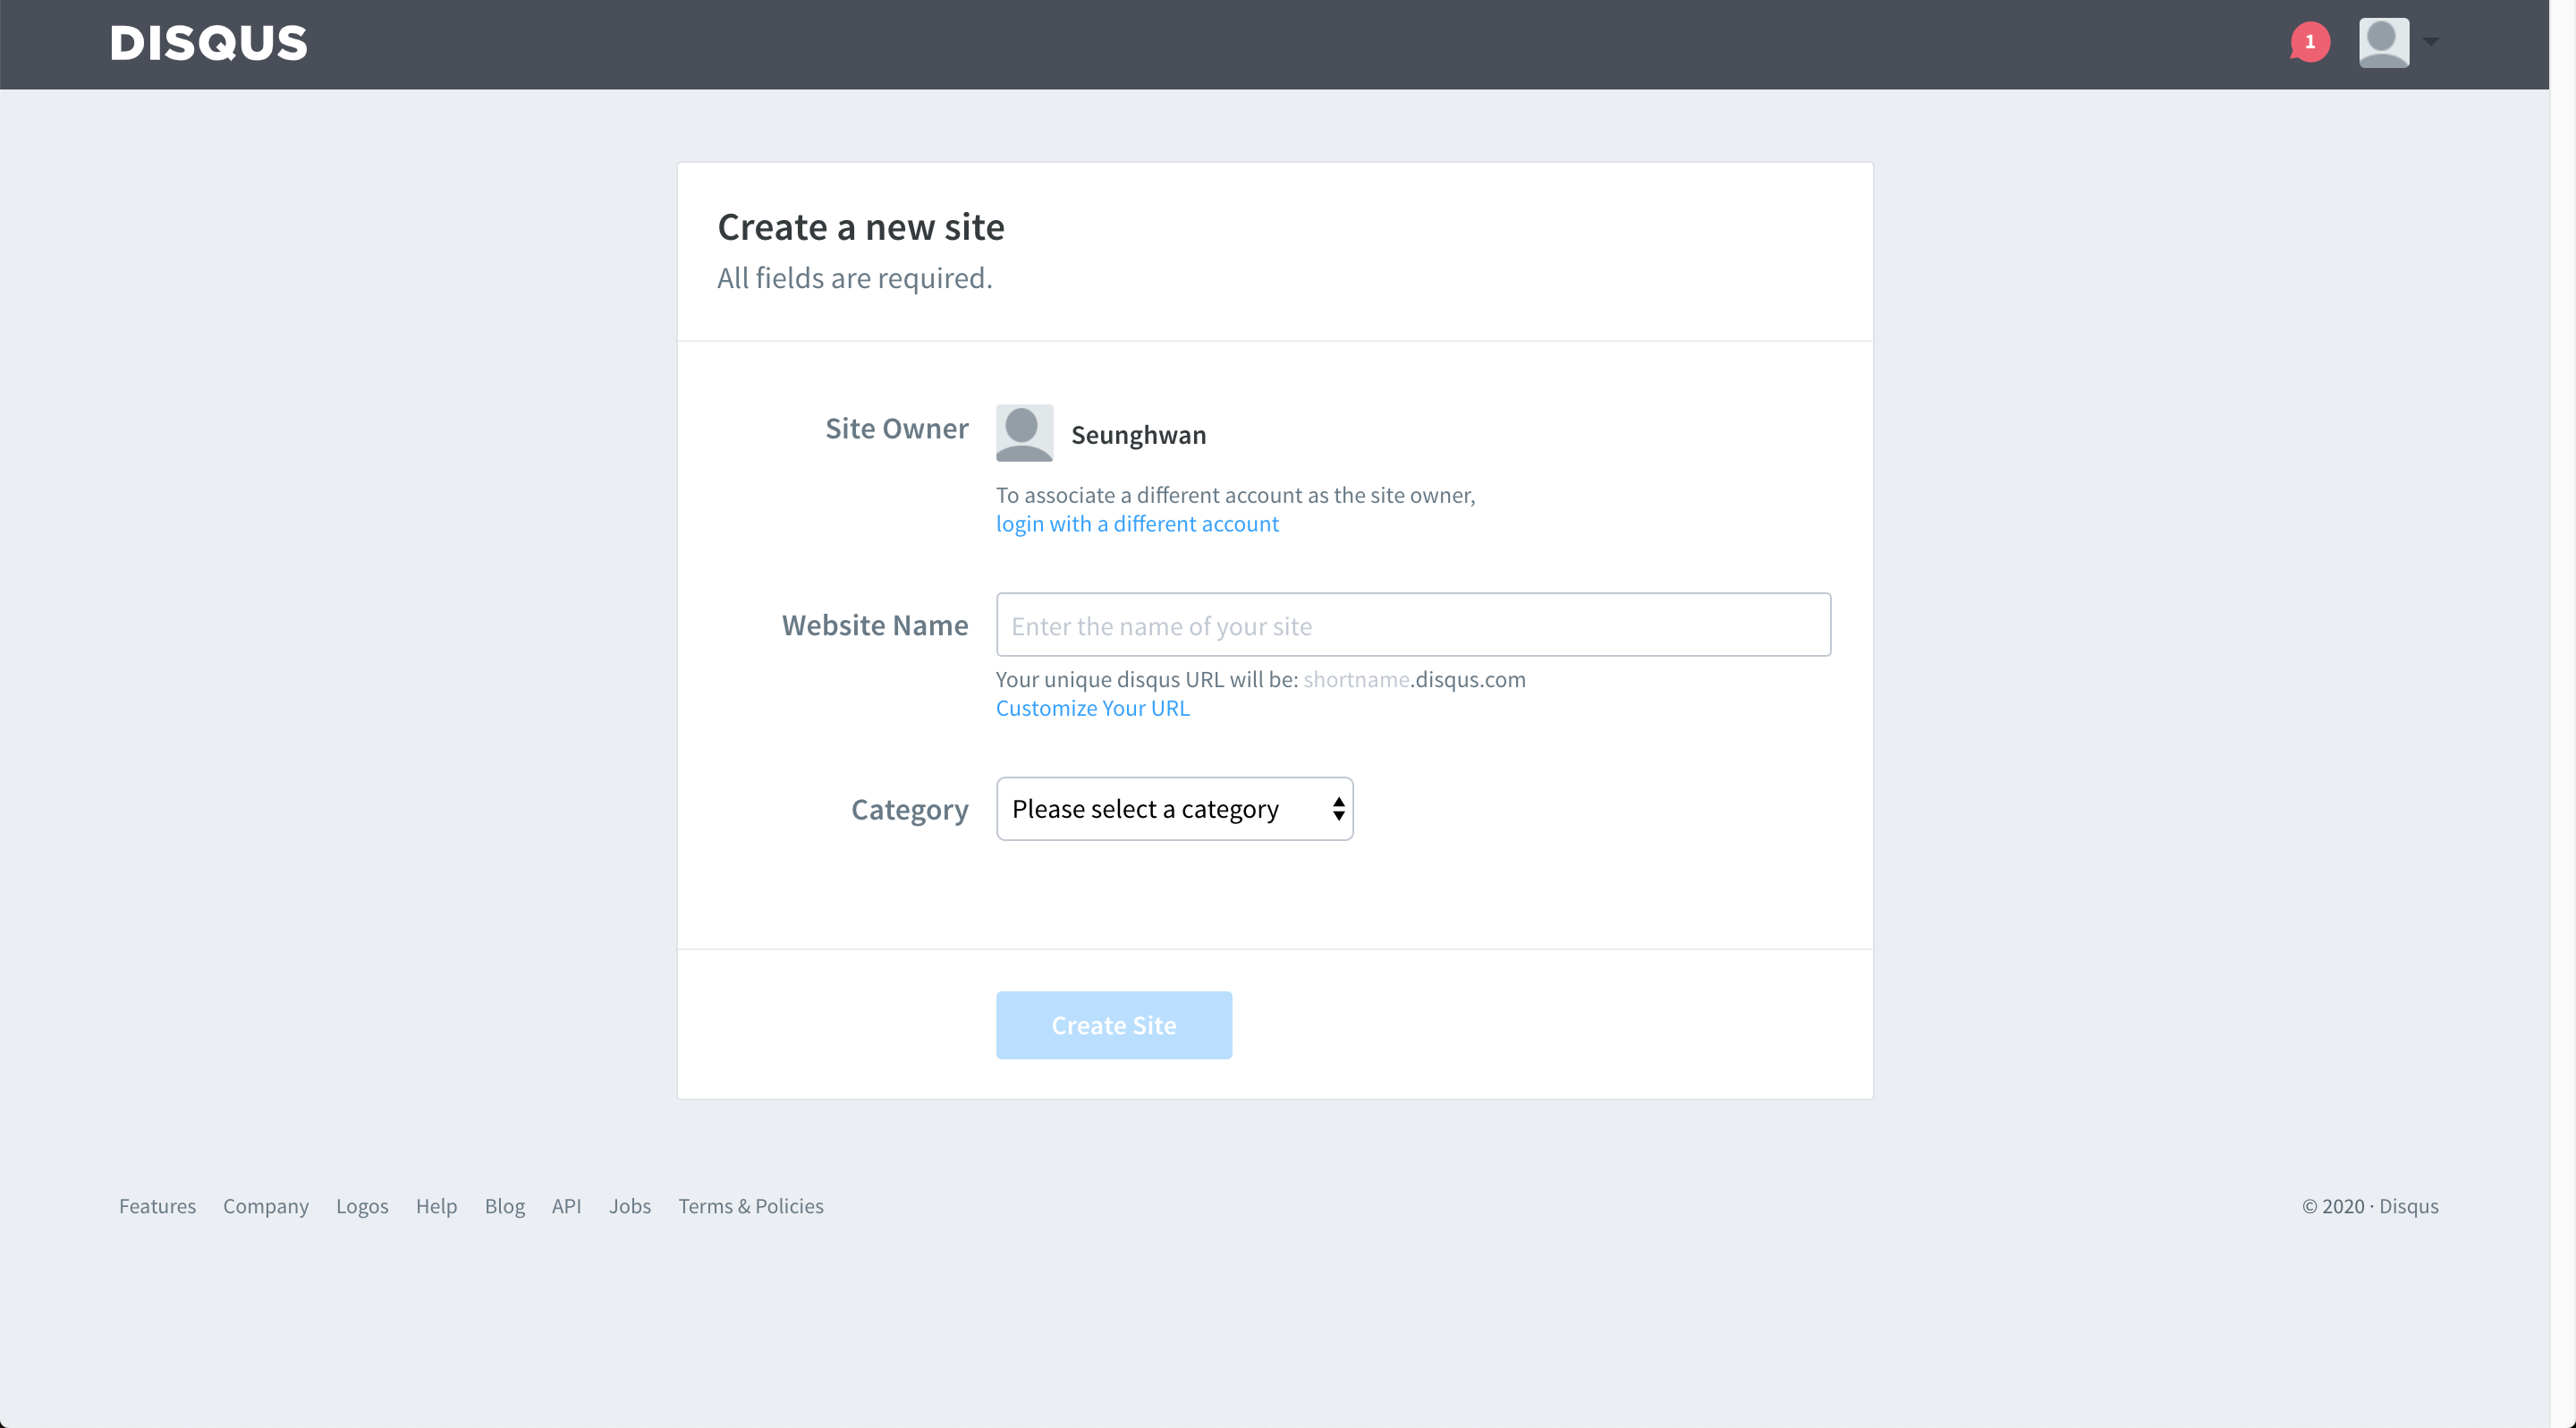 DISQUS
1
Create a new site
All fields are required.
Site Owner
Seunghwan
To associate a different account as the site owner,
login with a different account
Website Name
Enter the name of your site
Your unique disqus URL will be: shortname.disqus.com
Customize Your URL
Category
Please select a category
Create Site
Features Company Logos Help Blog API Jobs Terms & Policies
© 2020 · Disqus